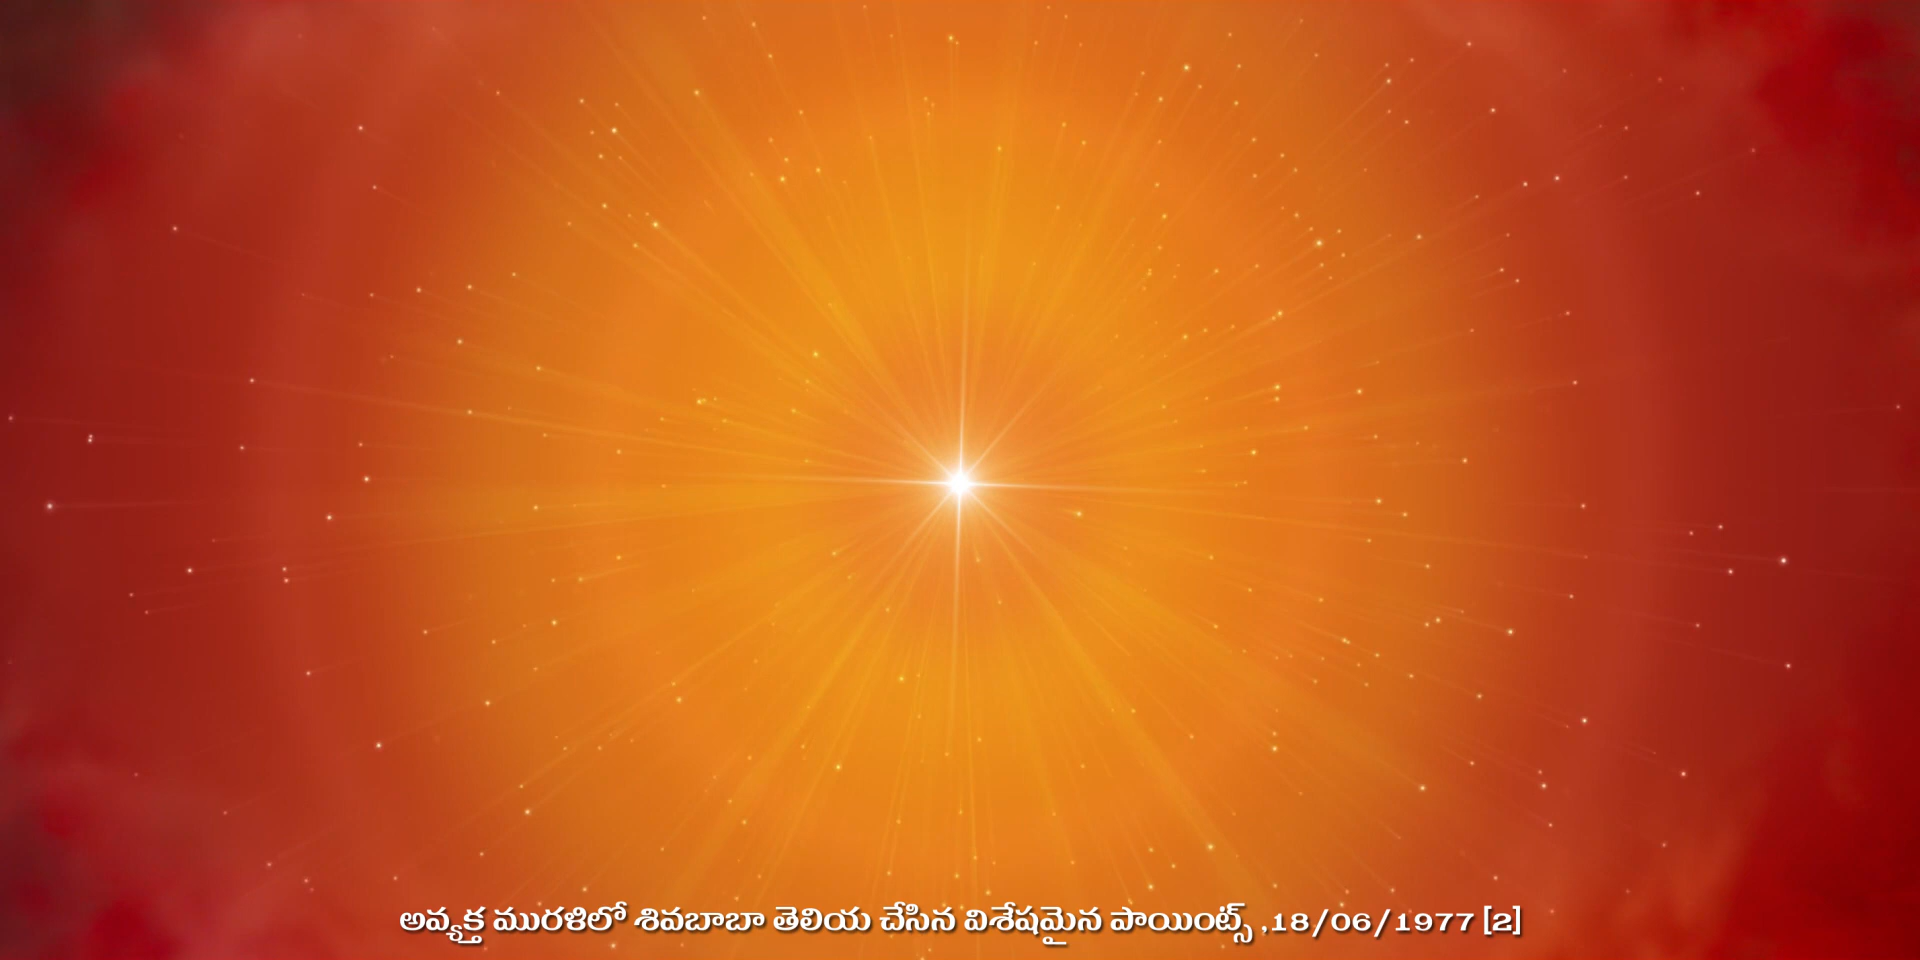 అవ్యక్త మురళిలో శివబాబా తెలియ చేసిన విశేషమైన పాయింట్స్ ,18/06/1977 [2]